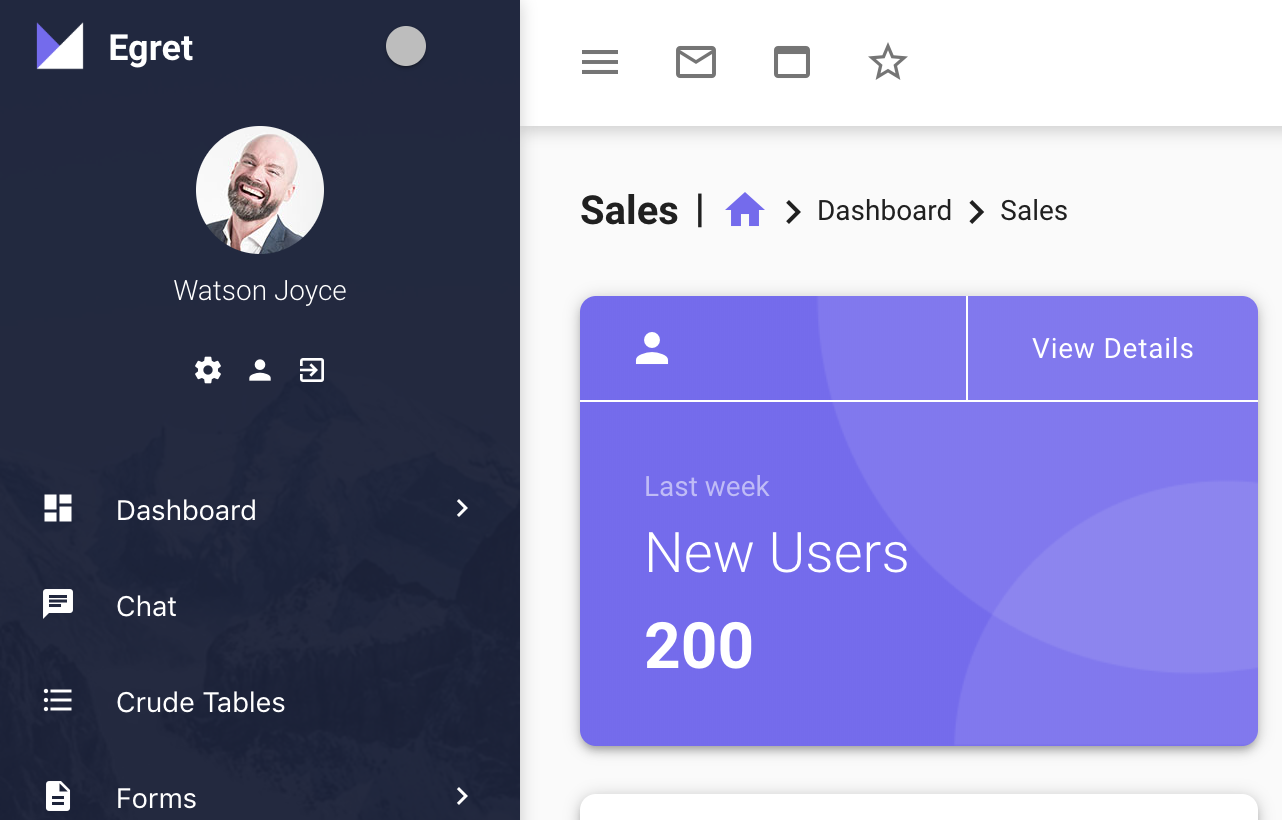 Egret
Watson Joyce
Dashboard
Chat
Crude Tables
Forms
Sales | Dashboard Sales
View Details
Last week
New Users
200